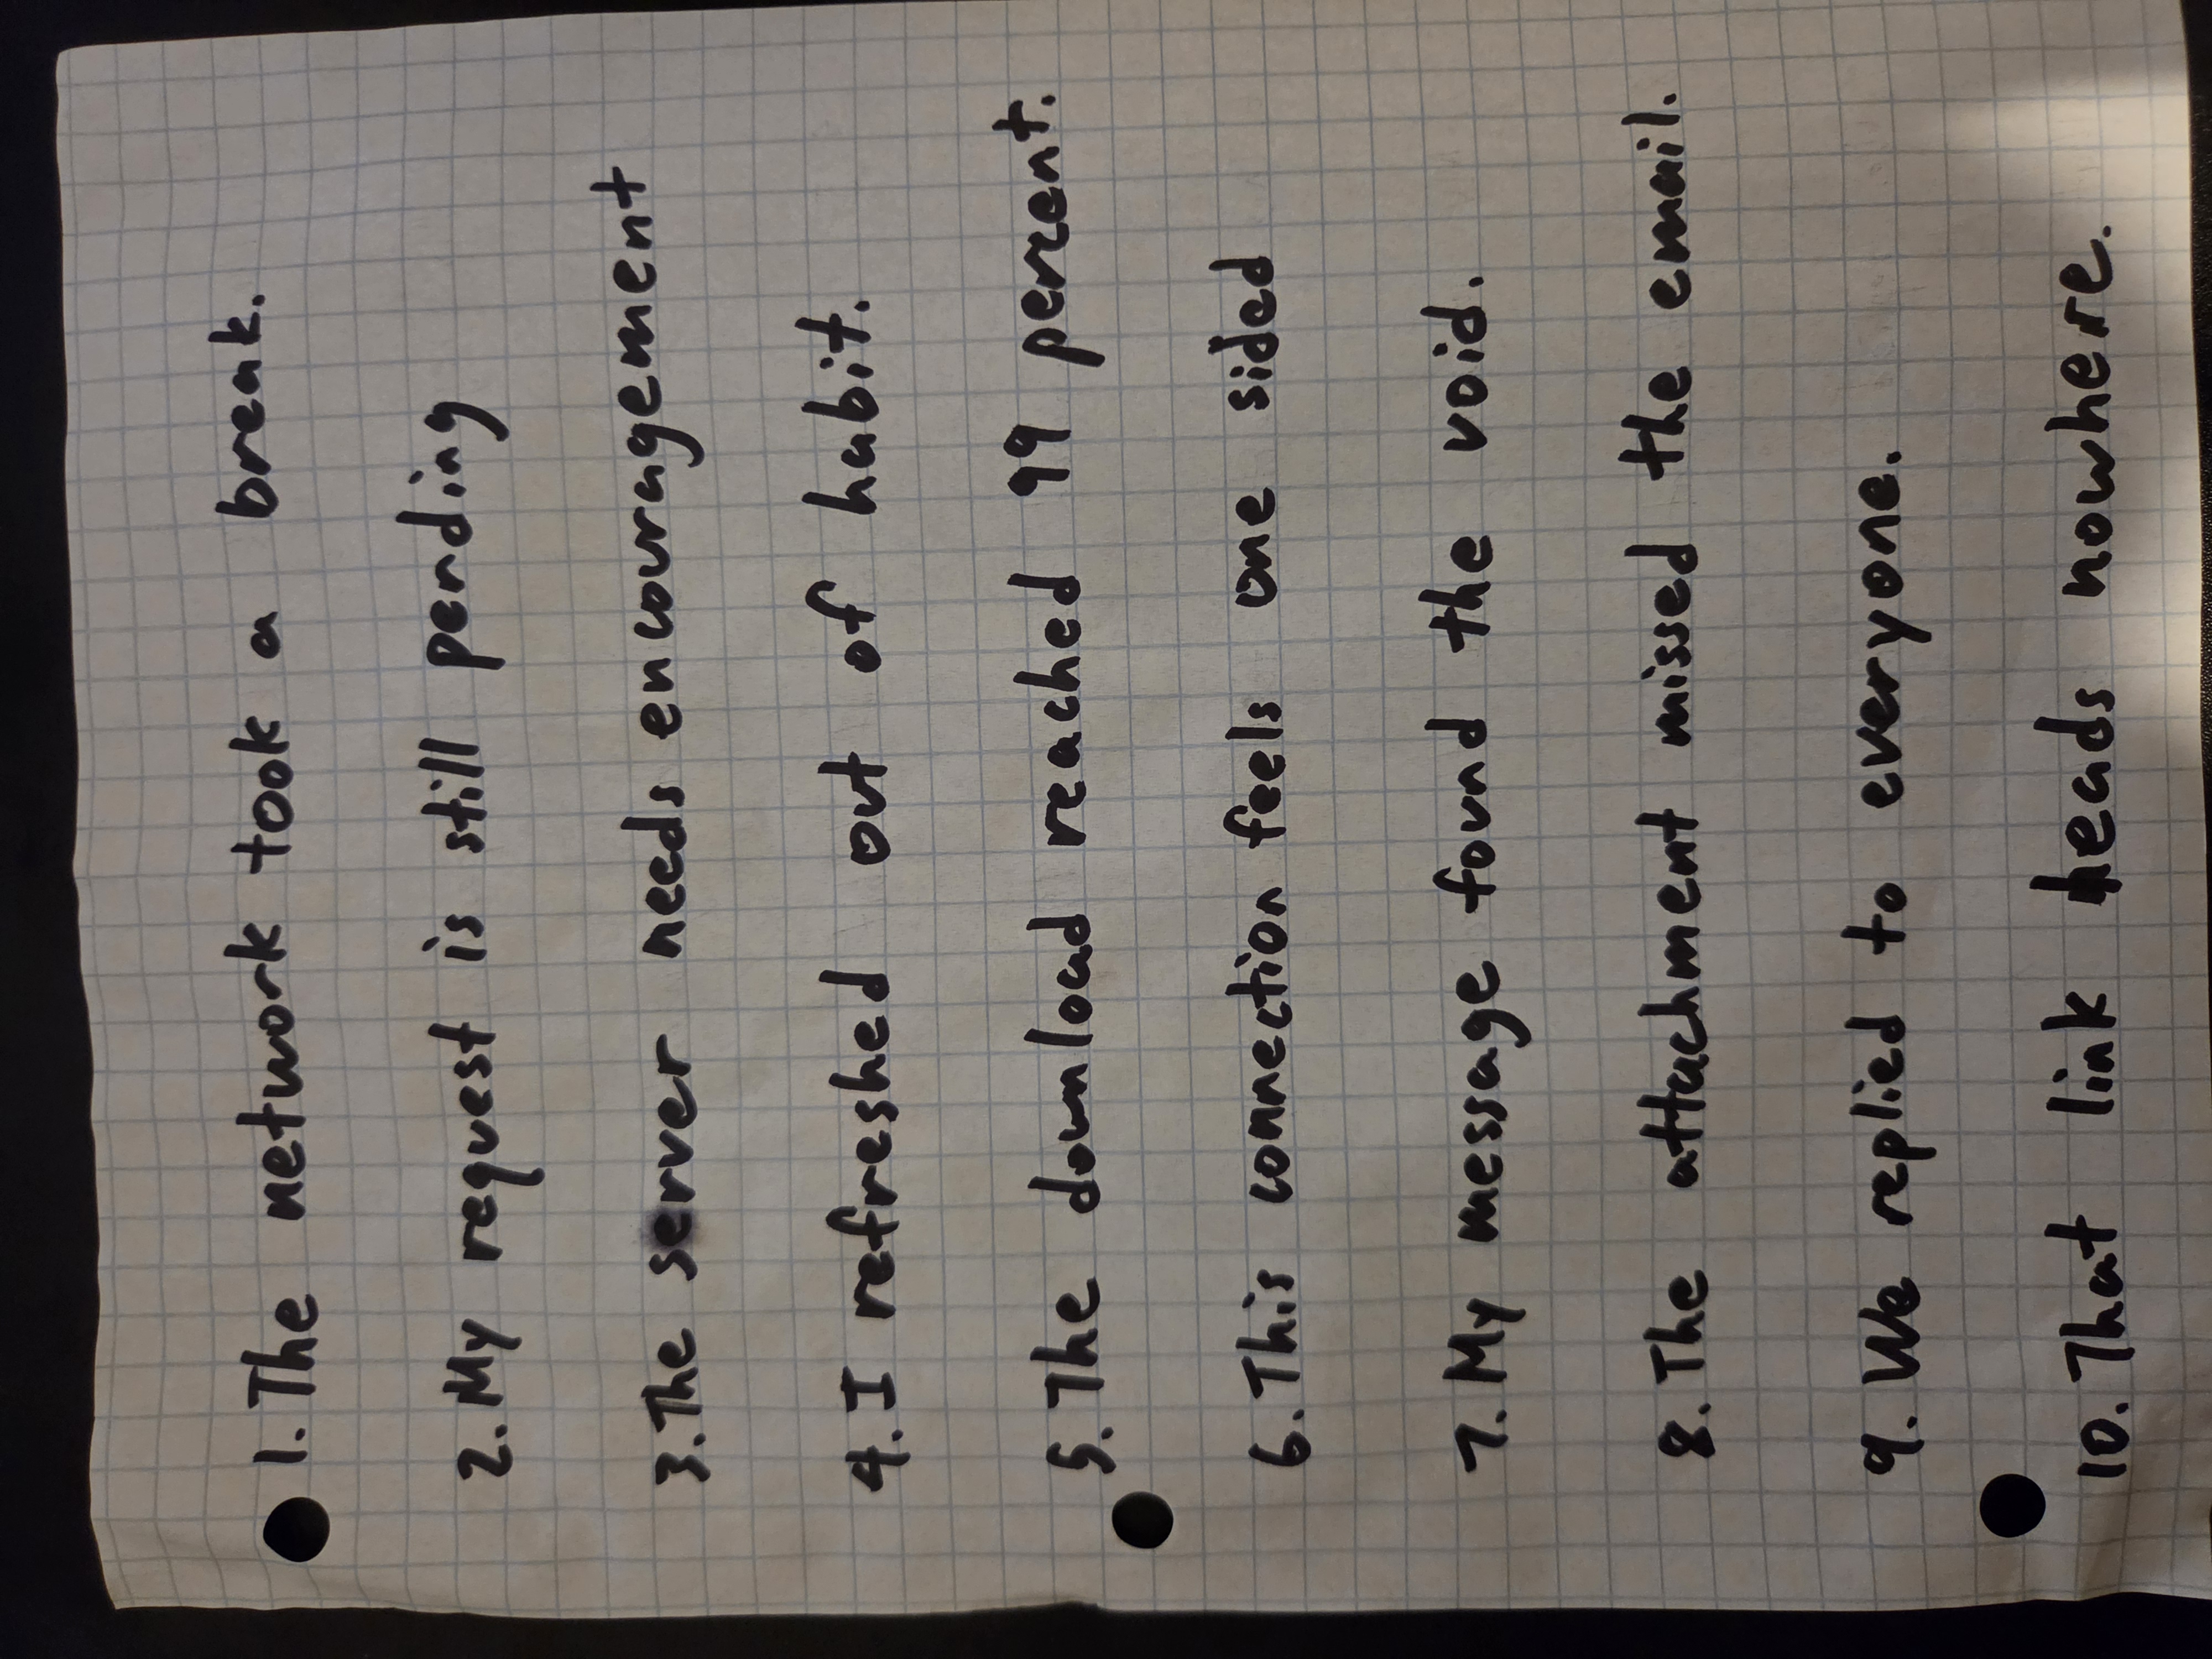 1. The network took a break.
2. My request is still pending
3. The server needs encouragement
4. I refreshed out of habit.
5. The download reached 99 percent.
6. This connection feels one sided
7. My message found the void.
8. The attachment missed the email.
9. We replied to everyone.
10. That link heads nowhere.